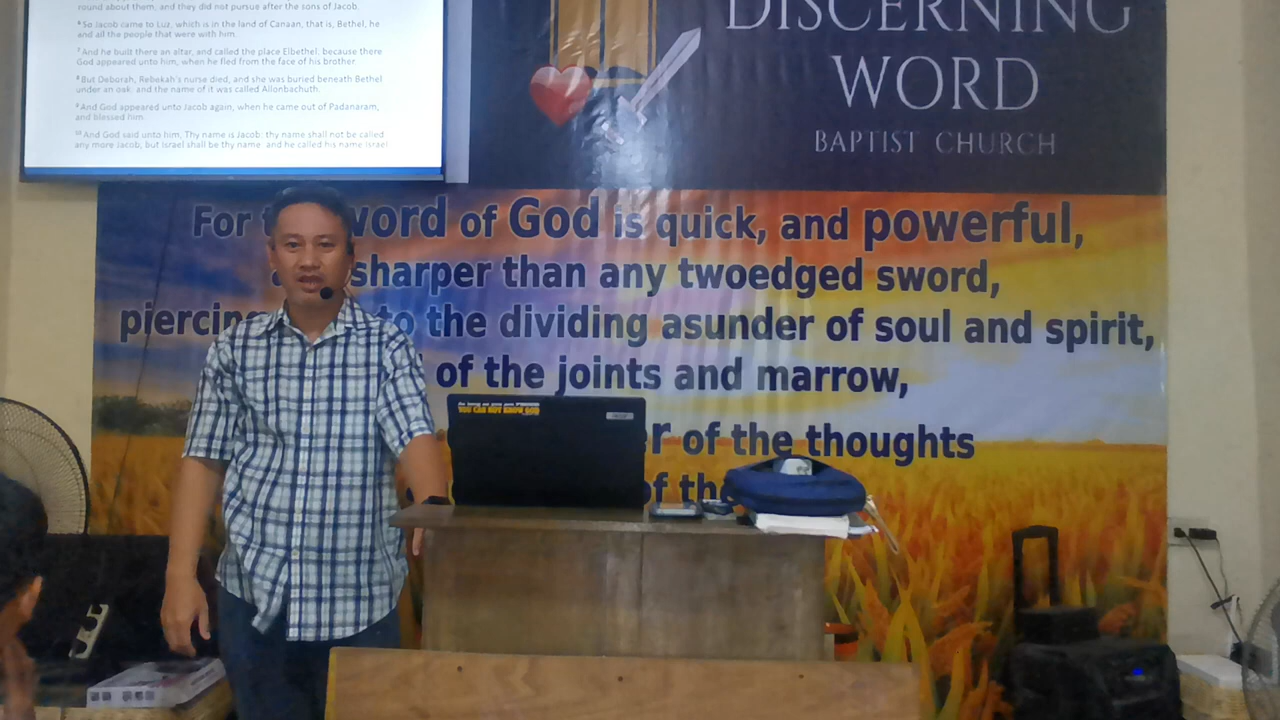 round about them, and they did not pursue after the sons of Jacob.
6 So Jacob came to Luz, which is in the land of Canaan, that is, Bethel, he
and all the people that were with him.
7 And he built there an altar, and called the place Elbethel: because there
God appeared unto him, when he fled from the face of his brother.
8 But Deborah, Rebekah's nurse died, and she was buried beneath Bethel
under an oak: and the name of it was called Allonbachuth.
9 And God appeared unto Jacob again, when he came out of Padanaram,
and blessed him.
10 And God said unto him, Thy name is Jacob: thy name shall not be called
any more Jacob, but Israel shall be thy name: and he called his name Israel.
DISCERNING
WORD
BAPTIST CHURCH
For word of God is quick, and powerful,
sharper than any twoedged sword,
piercing to the dividing asunder of soul and spirit,
of the joints and marrow,
of the thoughts
of the
YOU CAN NOT KNOW GOD